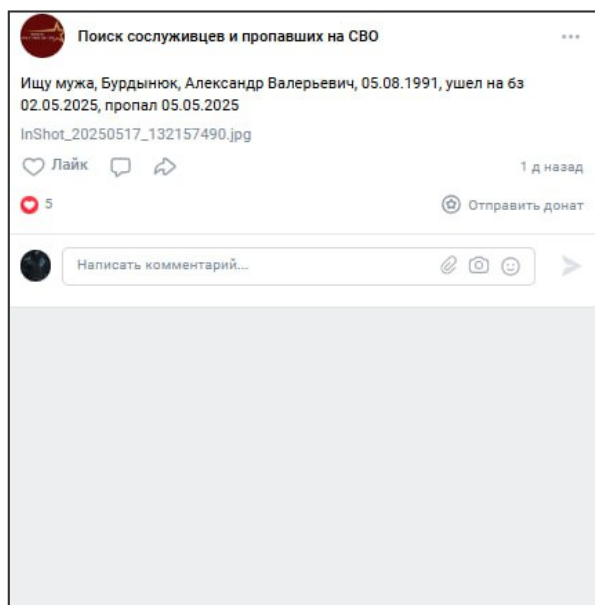 Поиск сослуживцев и пропавших на СВО
Ищу мужа, Бурдынюк, Александр Валерьевич, 05.08.1991, ушел на бз
02.05.2025, пропал 05.05.2025
InShot_20250517_132157490.jpg
Лайк
1 д назад
5
Отправить донат
Написать комментарий...